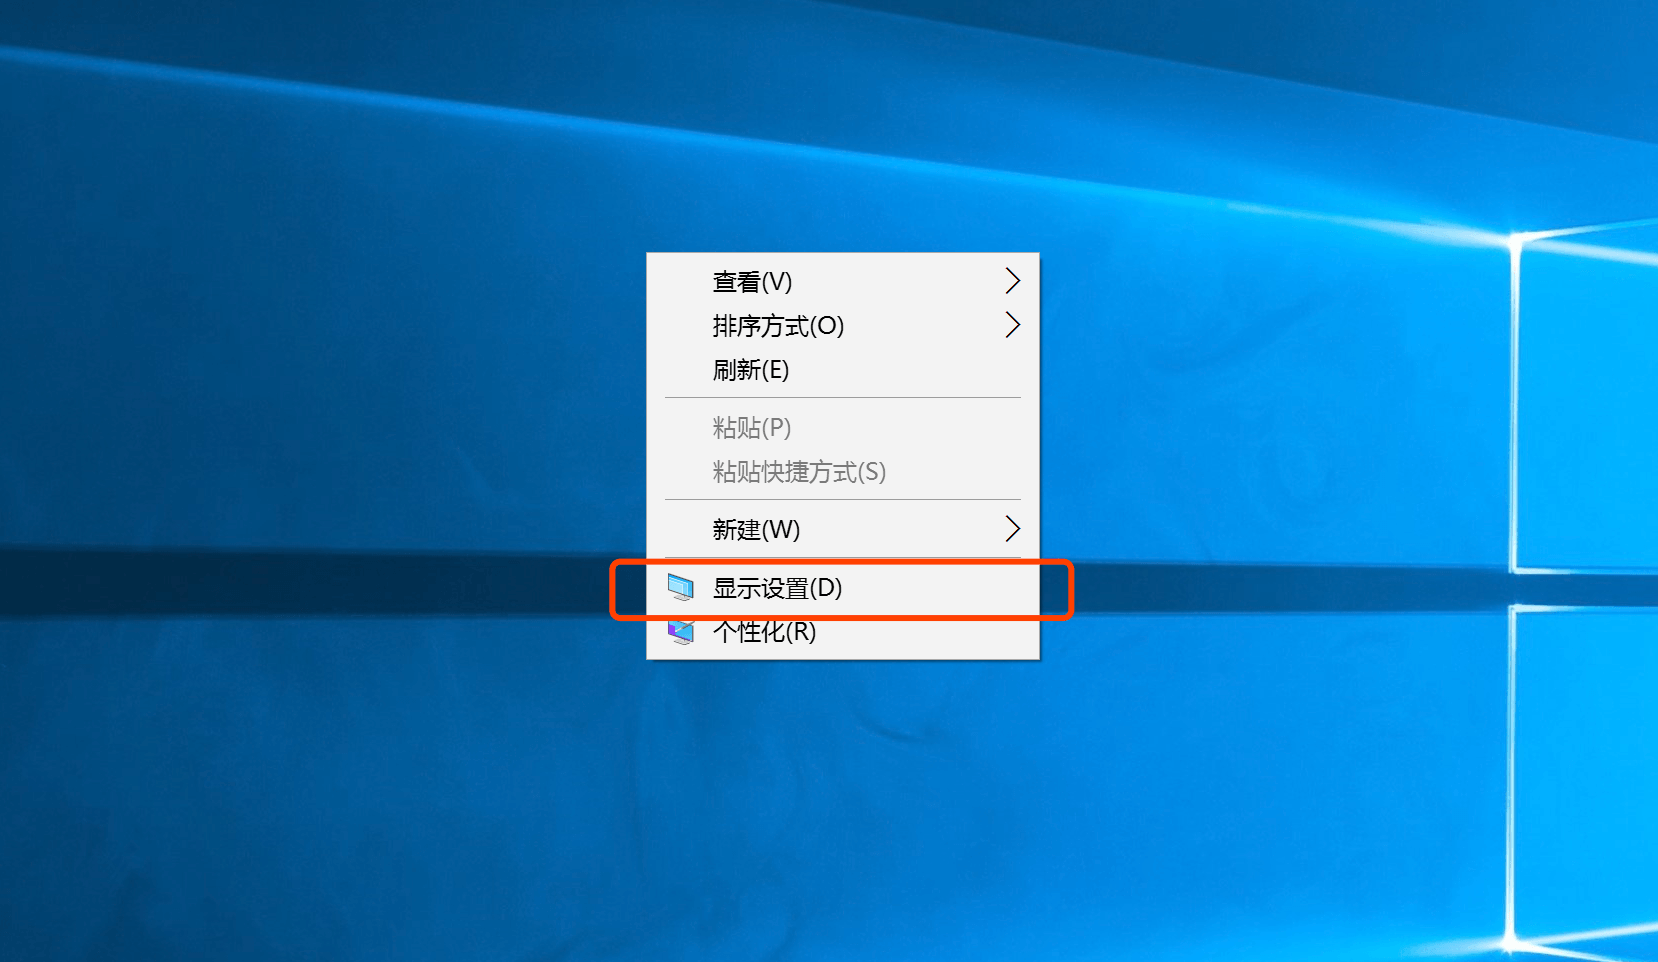 查看(V)
排序方式(O)
刷新(E)
粘贴(P)
粘贴快捷方式(S)
新建(W)
显示设置(D)
个性化(R)